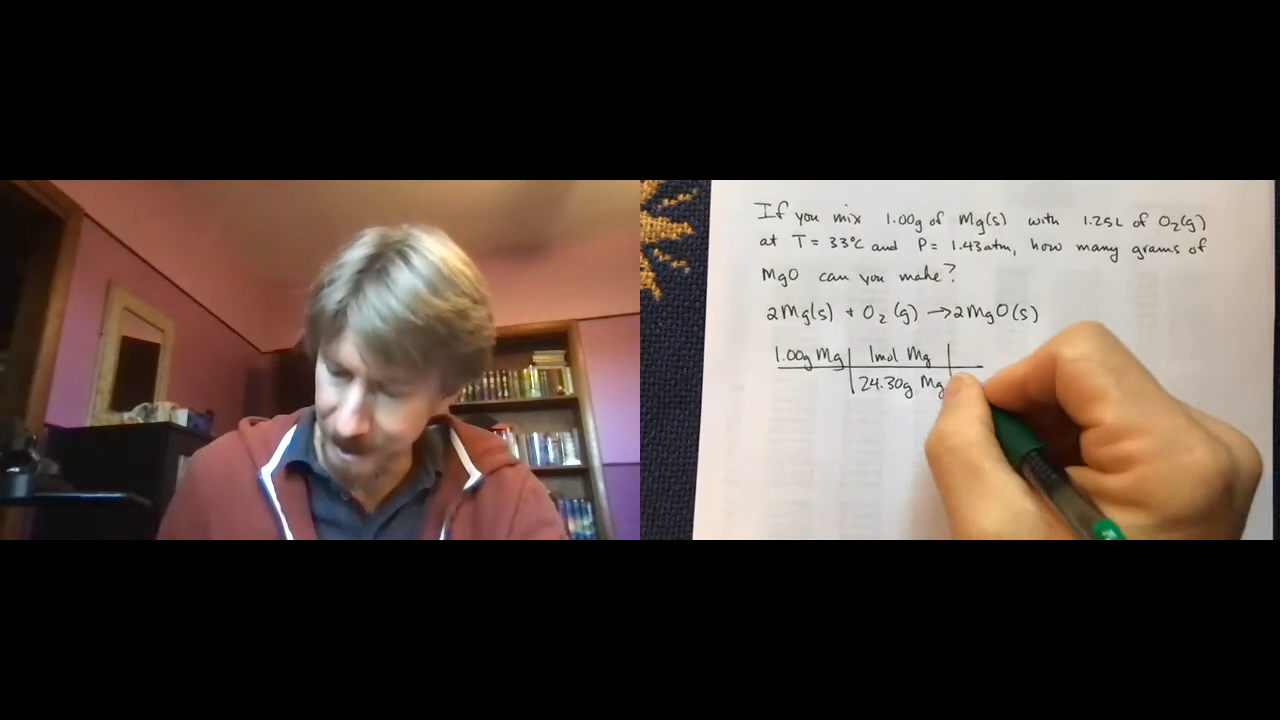 If you mix 1.00g of Mg(s) with 1.25L of O₂(g)
at T = 33°C and P = 1.43atm, how many grams of
MgO can you make?
2Mg(s) + O₂(g) → 2MgO(s)
1.00g Mg | 1mol Mg |
| 24.30g Mg